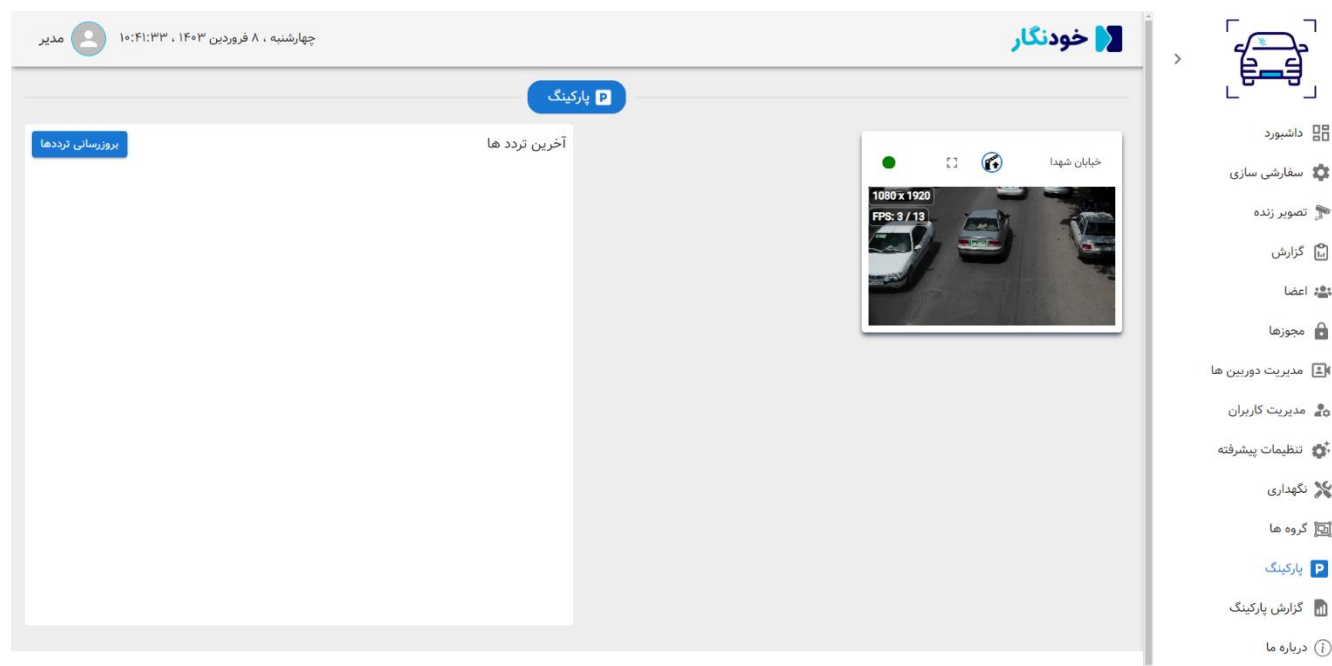 خودنگار
چهارشنبه ، ۸ فروردین ۱۴۰۳ ، ۱۰:۴۱:۳۳
مدیر
پارکینگ
خیابان شهدا
1080 x 1920
FPS: 3 / 13
آخرین تردد ها
بروزرسانی ترددها
داشبورد
سفارشی سازی
تصویر زنده
گزارش
اعضا
مجوزها
مدیریت دوربین ها
مدیریت کاربران
تنظیمات پیشرفته
نگهداری
گروه ها
پارکینگ
گزارش پارکینگ
درباره ما